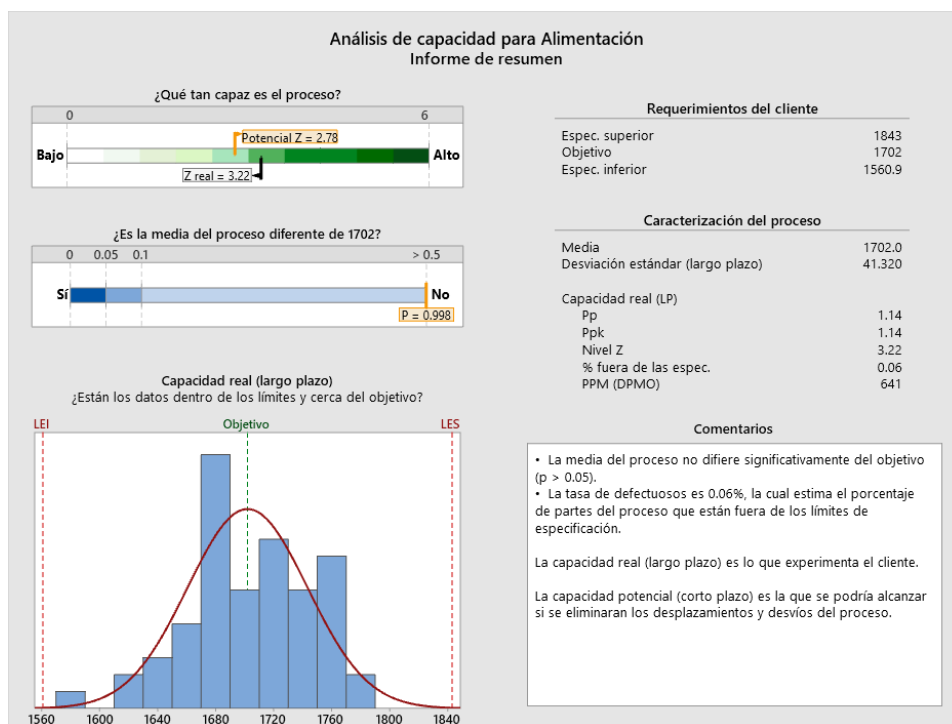 Análisis de capacidad para Alimentación
Informe de resumen
¿Qué tan capaz es el proceso?
0 6
Potencial Z = 2.78
Bajo Alto
Z real = 3.22
¿Es la media del proceso diferente de 1702?
0 0.05 0.1 > 0.5
Sí No
P = 0.998
Capacidad real (largo plazo)
¿Están los datos dentro de los límites y cerca del objetivo?
LEI Objetivo LES
1560 1600 1640 1680 1720 1760 1800 1840
Requerimientos del cliente
Espec. superior 1843
Objetivo 1702
Espec. inferior 1560.9
Caracterización del proceso
Media 1702.0
Desviación estándar (largo plazo) 41.320
Capacidad real (LP)
Pp 1.14
Ppk 1.14
Nivel Z 3.22
% fuera de las espec. 0.06
PPM (DPMO) 641
Comentarios
• La media del proceso no difiere significativamente del objetivo
(p > 0.05).
• La tasa de defectuosos es 0.06%, la cual estima el porcentaje
de partes del proceso que están fuera de los límites de
especificación.
La capacidad real (largo plazo) es lo que experimenta el cliente.
La capacidad potencial (corto plazo) es la que se podría alcanzar
si se eliminaran los desplazamientos y desvíos del proceso.